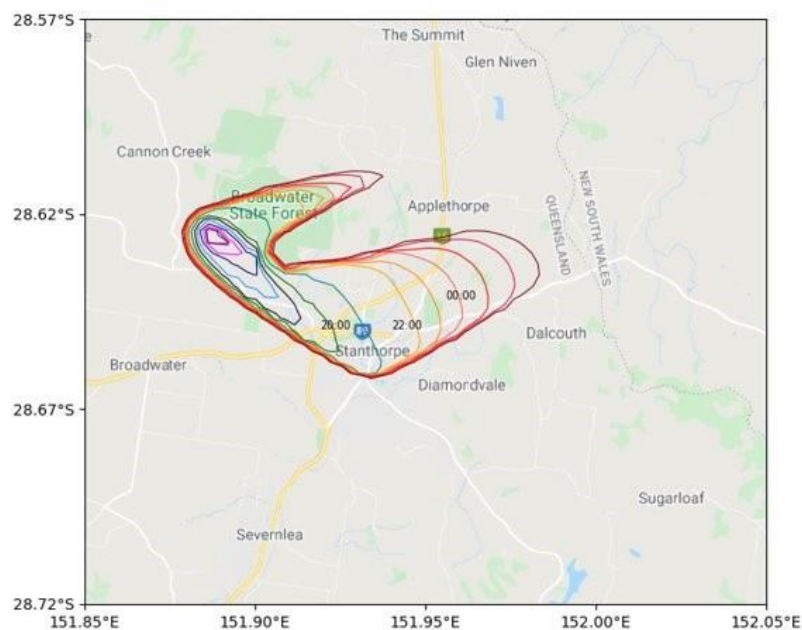 28.57°S
The Summit
e
Glen Niven
Cannon Creek
Broadwater
State Forest
28.62°S
Applethorpe
QUEENSLAND
NEW SOUTH WALES
00:00
20:00
22:00
Stanthorpe
Dalcouth
Broadwater
Diamondvale
28.67°S
Sugarloaf
Severnlea
28.72°S
151.85°E
151.90°E
151.95°E
152.00°E
152.05°E